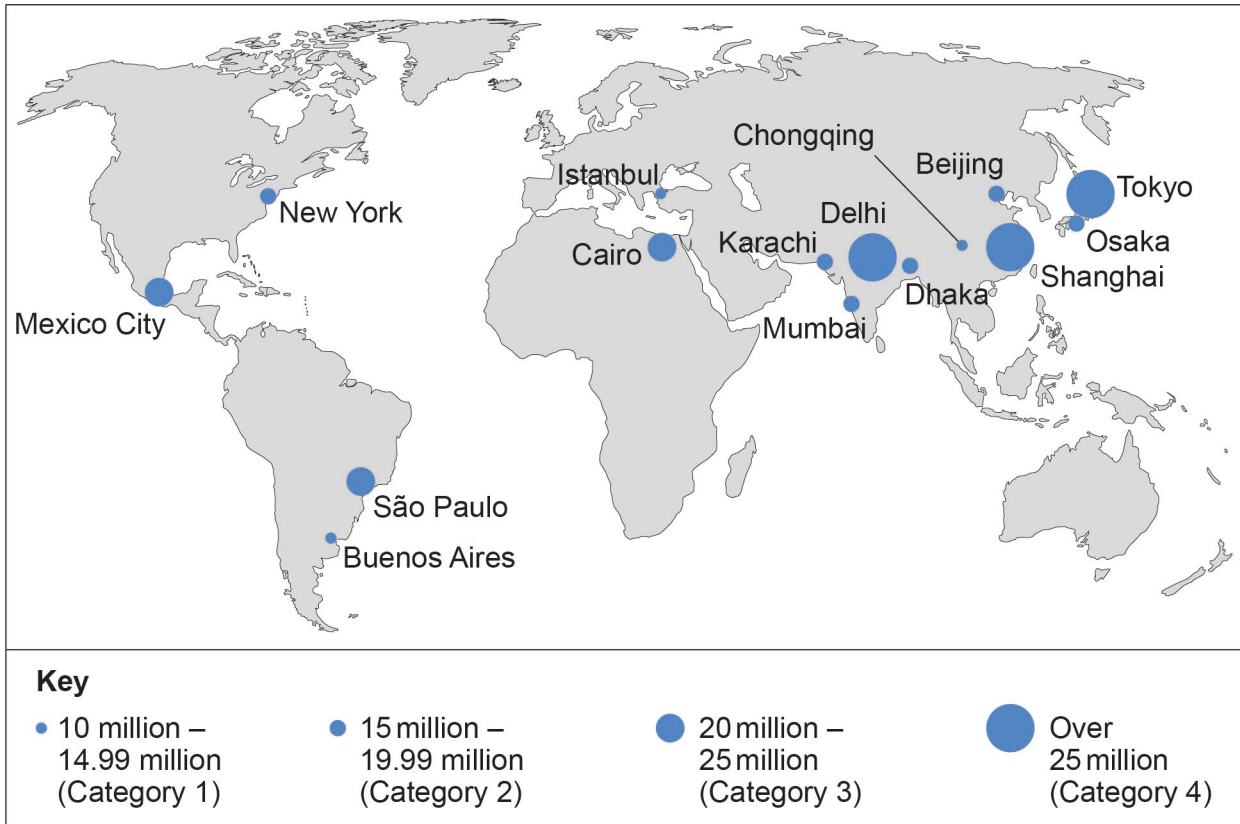 Chongqing
Beijing
Istanbul
Tokyo
New York
Delhi
Cairo
Karachi
Osaka
Shanghai
Dhaka
Mexico City
Mumbai
São Paulo
Buenos Aires
Key
10 million –
14.99 million
(Category 1)
15 million –
19.99 million
(Category 2)
20 million –
25 million
(Category 3)
Over
25 million
(Category 4)